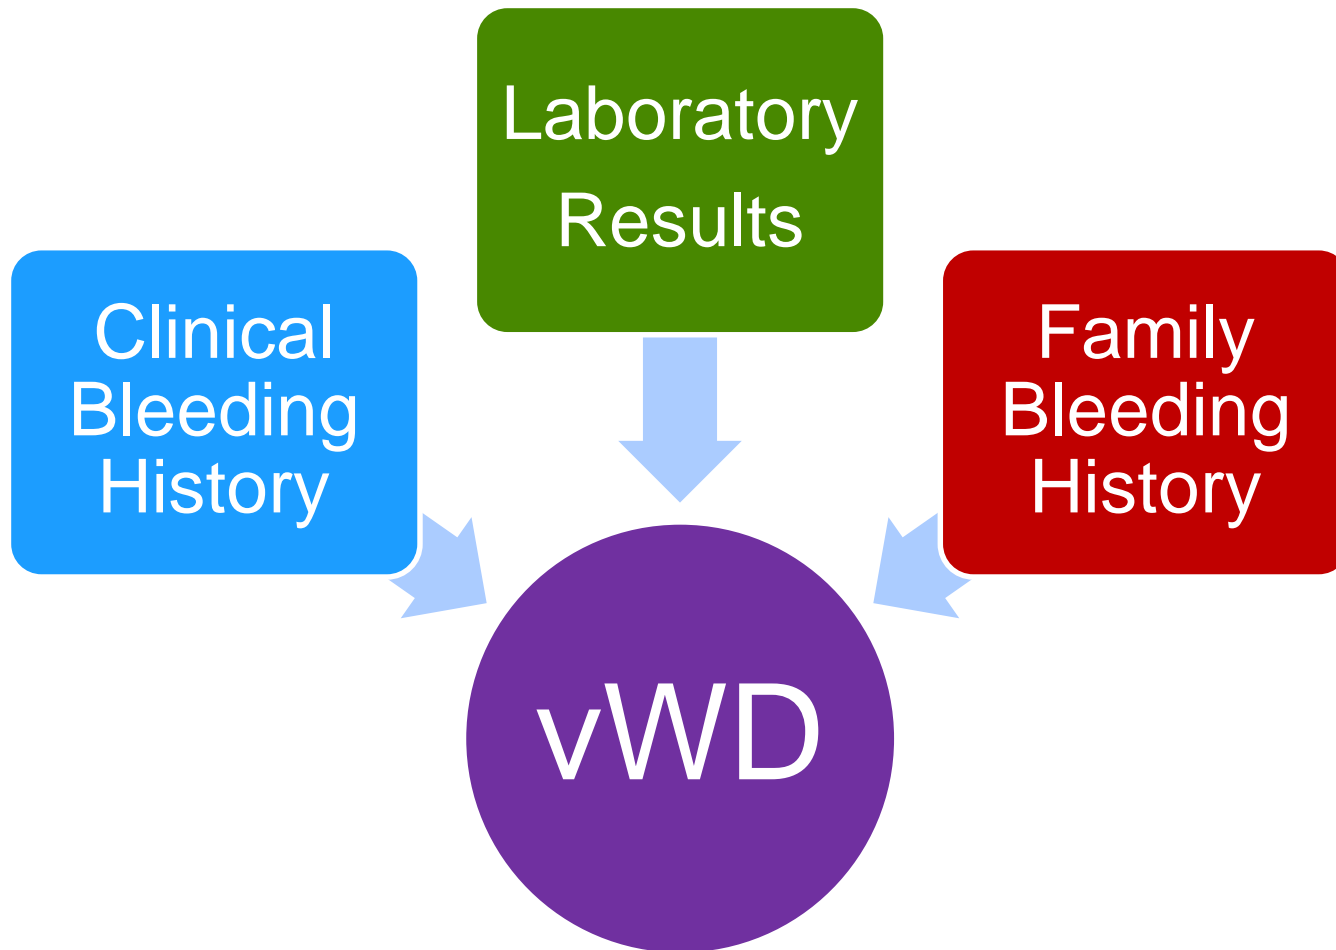 Laboratory
Results
Clinical
Bleeding
History
Family
Bleeding
History
vWD